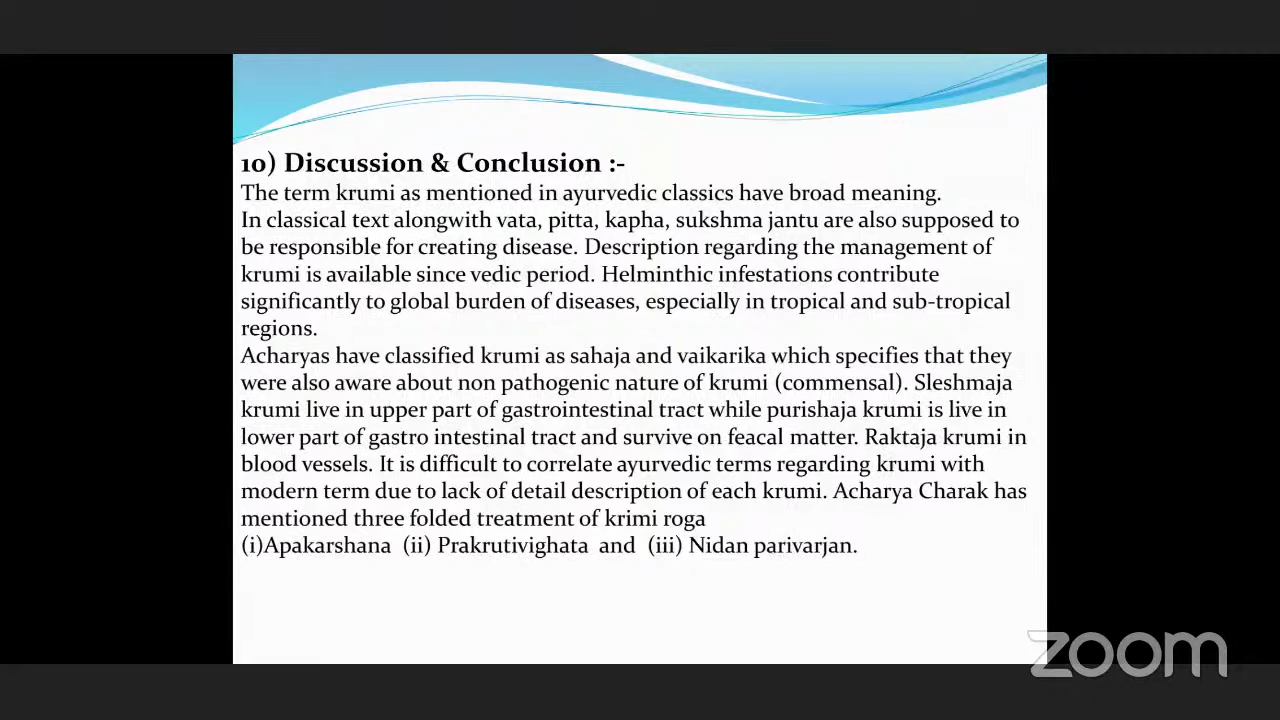 10) Discussion & Conclusion :-
The term krumi as mentioned in ayurvedic classics have broad meaning.
In classical text alongwith vata, pitta, kapha, sukshma jantu are also supposed to
be responsible for creating disease. Description regarding the management of
krumi is available since vedic period. Helminthic infestations contribute
significantly to global burden of diseases, especially in tropical and sub-tropical
regions.
Acharyas have classified krumi as sahaja and vaikarika which specifies that they
were also aware about non pathogenic nature of krumi (commensal). Sleshmaja
krumi live in upper part of gastrointestinal tract while purishaja krumi is live in
lower part of gastro intestinal tract and survive on feacal matter. Raktaja krumi in
blood vessels. It is difficult to correlate ayurvedic terms regarding krumi with
modern term due to lack of detail description of each krumi. Acharya Charak has
mentioned three folded treatment of krimi roga
(i)Apakarshana (ii) Prakrutivighata and (iii) Nidan parivarjan.
zoom